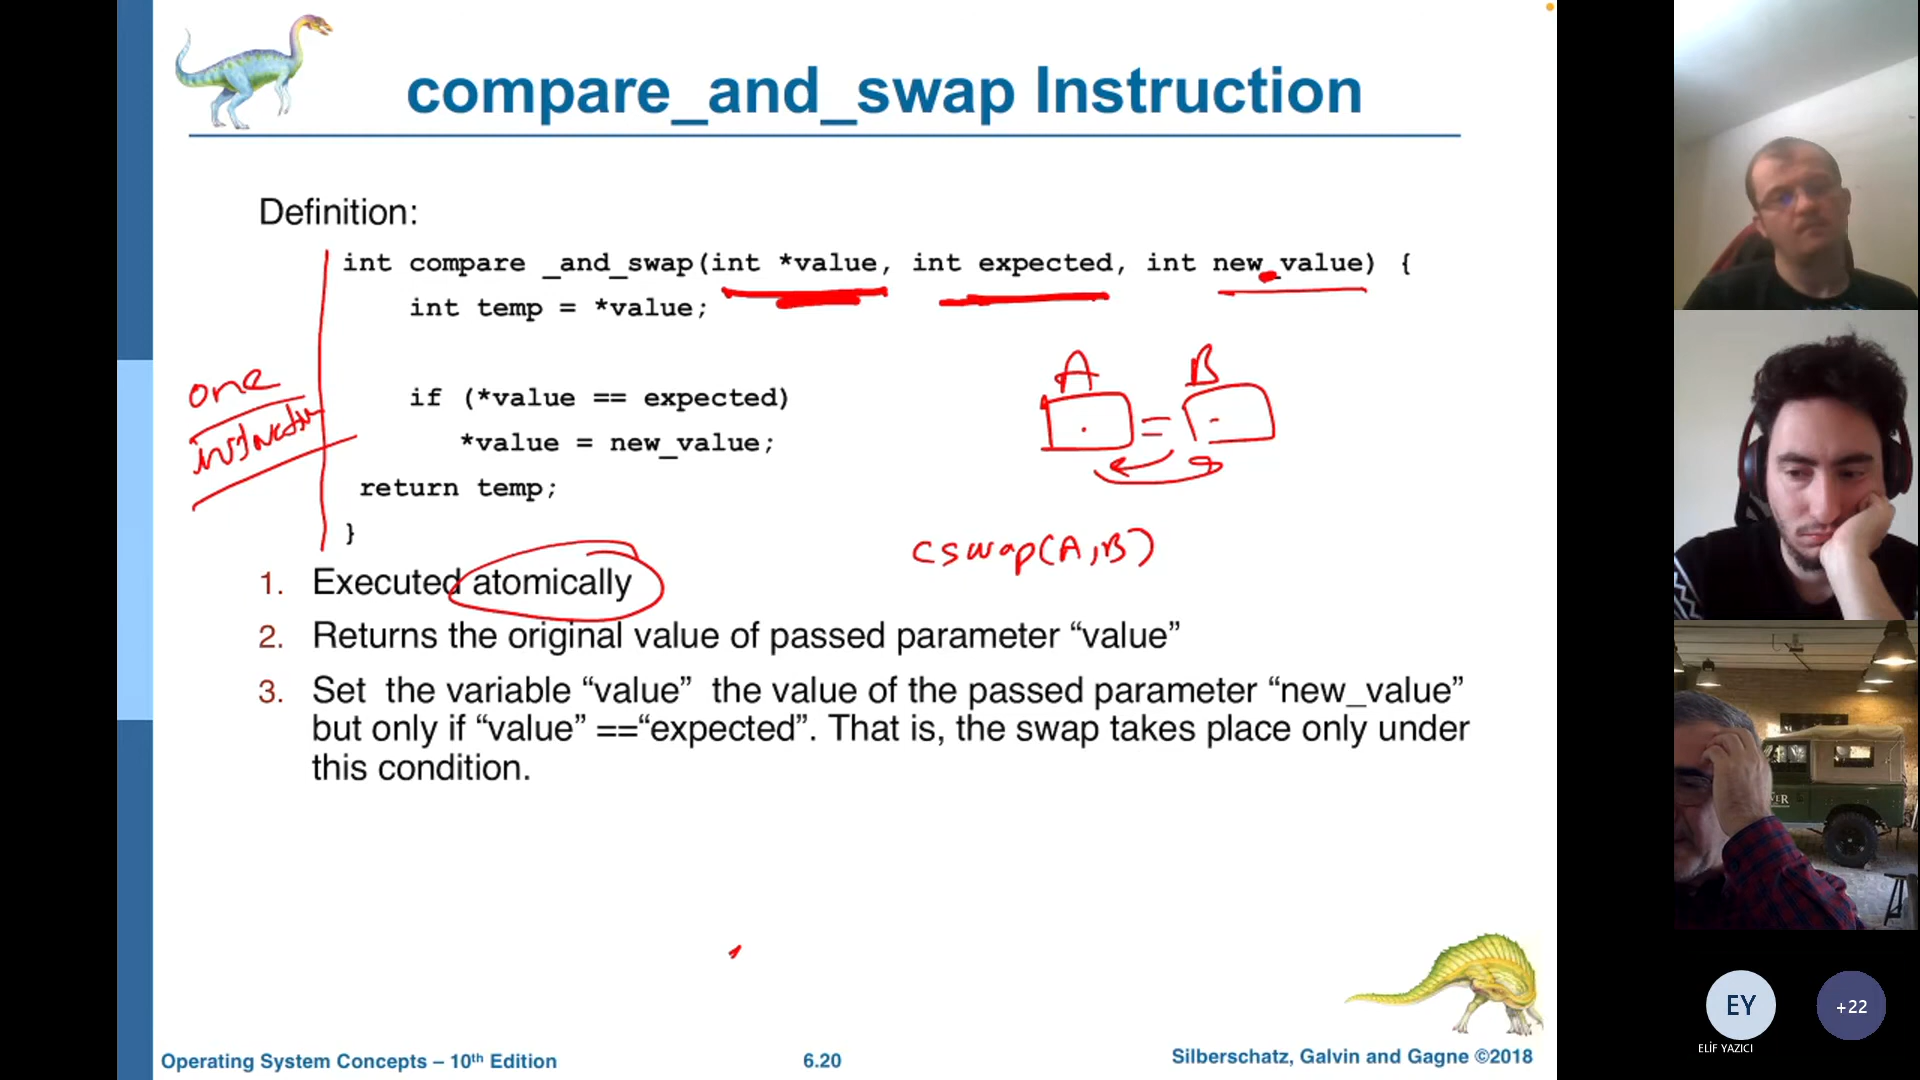 compare_and_swap Instruction
Definition:
int compare _and_swap(int *value, int expected, int new_value) {
int temp = *value;
if (*value == expected)
*value = new_value;
return temp;
}
one
instruction
A B
=
cswap(A,B)
1. Executed atomically
2. Returns the original value of passed parameter “value”
3. Set the variable “value” the value of the passed parameter “new_value”
but only if “value” ==“expected”. That is, the swap takes place only under
this condition.
Operating System Concepts – 10th Edition
6.20
Silberschatz, Galvin and Gagne ©2018
EY
+22
ELİF YAZICI